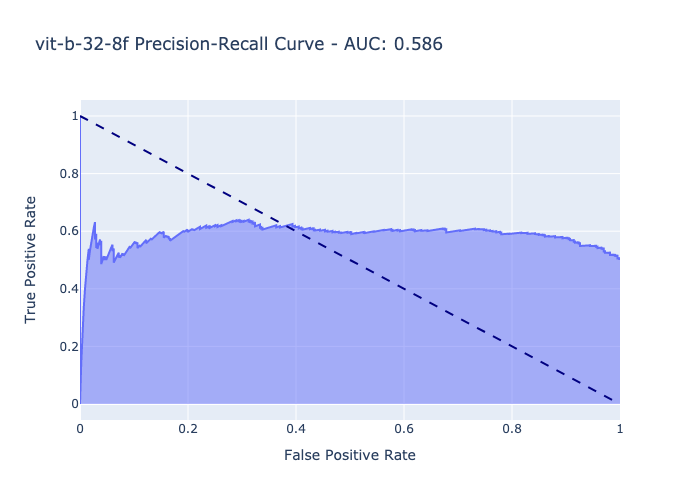 vit-b-32-8f Precision-Recall Curve - AUC: 0.586
True Positive Rate
1
0.8
0.6
0.4
0.2
0
0 0.2 0.4 0.6 0.8 1
False Positive Rate